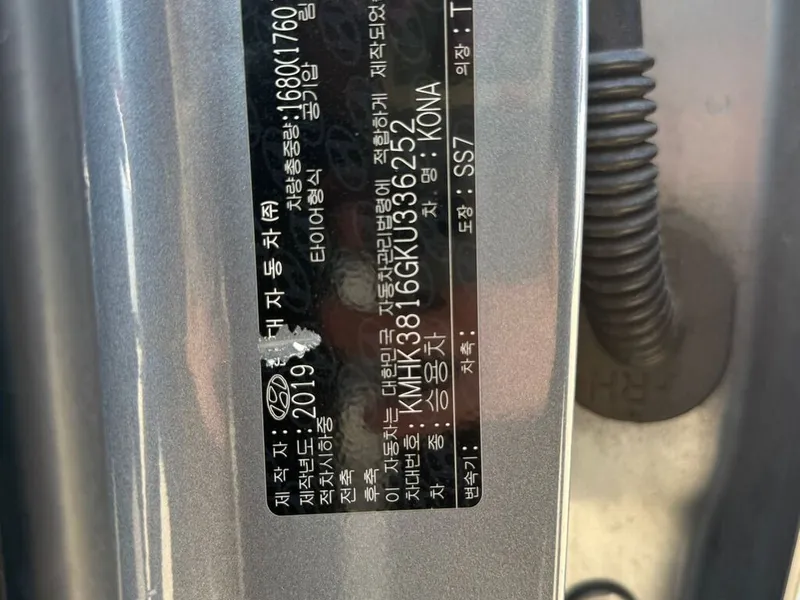 제 작 자 : 대 자 동 차 (주)
제작년도 : 2019 차량총중량 : 1680(1760
적차시하중 타이어형식 공기압 림
전축
후축
이 자동차는 대한민국 자동차관리법령에 적합하게 제작되었
차대번호 : KMHK3816GKU336252
차 종 : 승용차 차 명 : KONA
변속기 : 차축 : 도장 : SS7 의장 : T